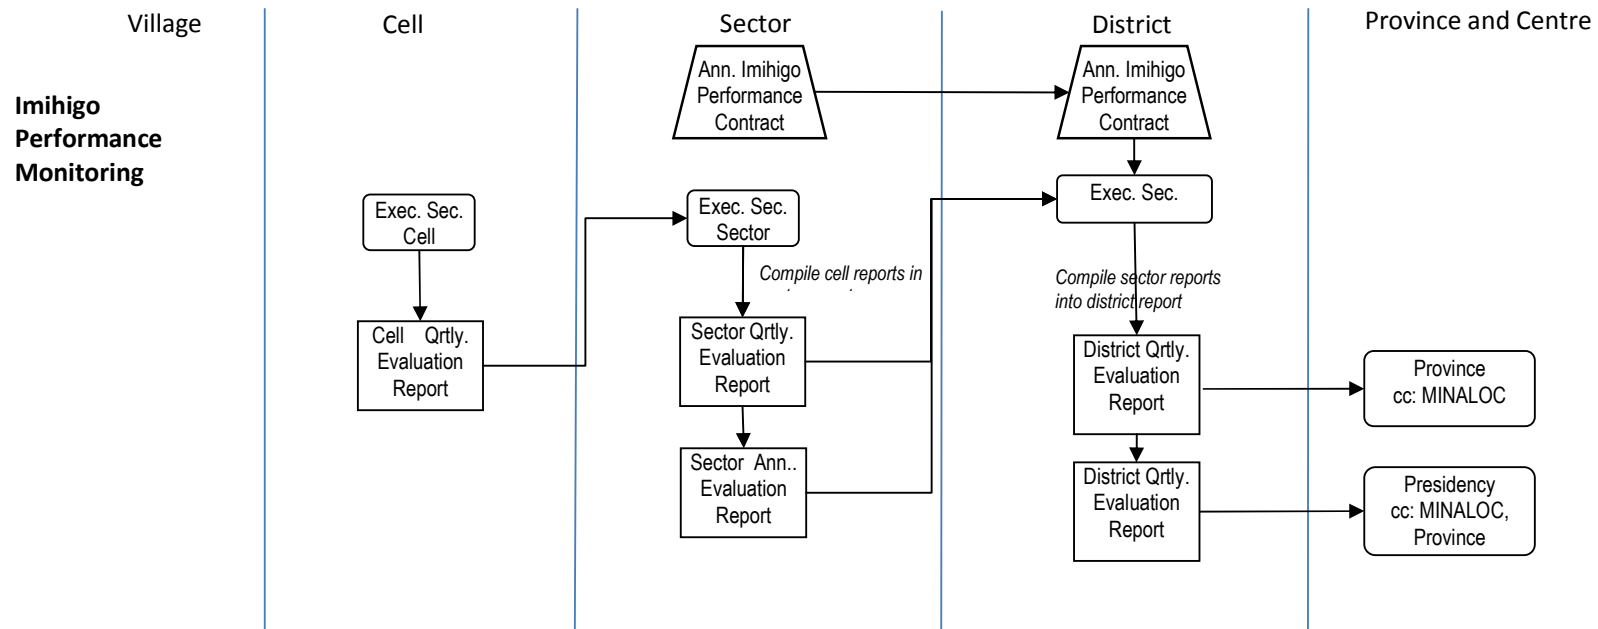 Village
Cell
Sector
District
Province and Centre
Imihigo
Performance
Monitoring
Ann. Imihigo
Performance
Contract
Ann. Imihigo
Performance
Contract
Exec. Sec.
Cell
Exec. Sec.
Sector
Exec. Sec.
Compile cell reports in
Compile sector reports
into district report
Cell Qrtly.
Evaluation
Report
Sector Qrtly.
Evaluation
Report
District Qrtly.
Evaluation
Report
Province
cc: MINALOC
Sector Ann..
Evaluation
Report
District Qrtly.
Evaluation
Report
Presidency
cc: MINALOC,
Province